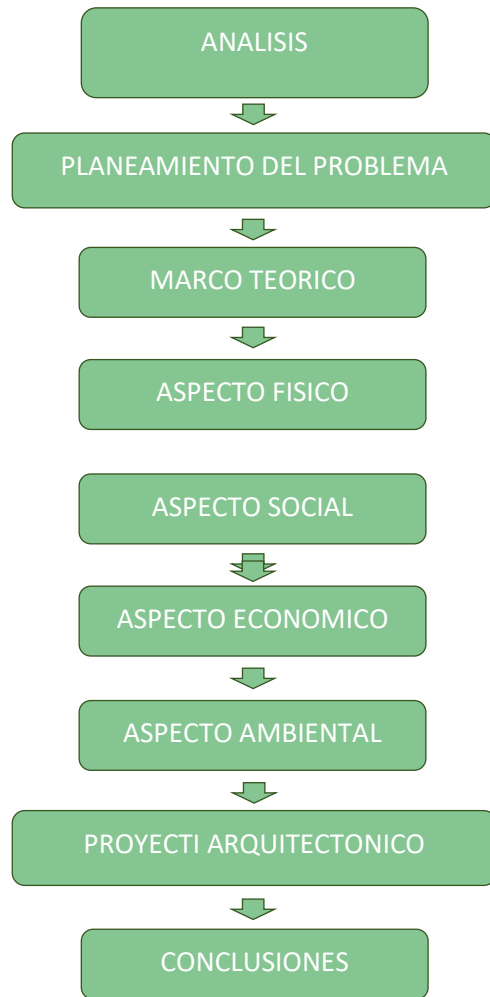 ANALISIS
PLANEAMIENTO DEL PROBLEMA
MARCO TEORICO
ASPECTO FISICO
ASPECTO SOCIAL
ASPECTO ECONOMICO
ASPECTO AMBIENTAL
PROYECTI ARQUITECTONICO
CONCLUSIONES